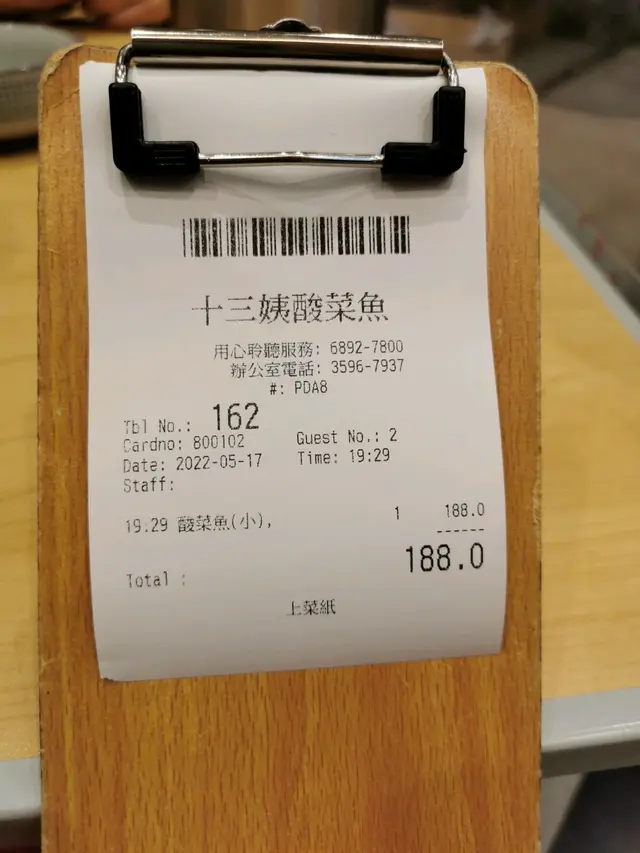 十三姨酸菜魚
用心聆聽服務: 6892-7800
辦公室電話: 3596-7937
#: PDA8
Tbl No.: 162
Cardno: 800102 Guest No.: 2
Date: 2022-05-17 Time: 19:29
Staff:
19.29 酸菜魚(小), 1 188.0
------
Total : 188.0
上菜紙